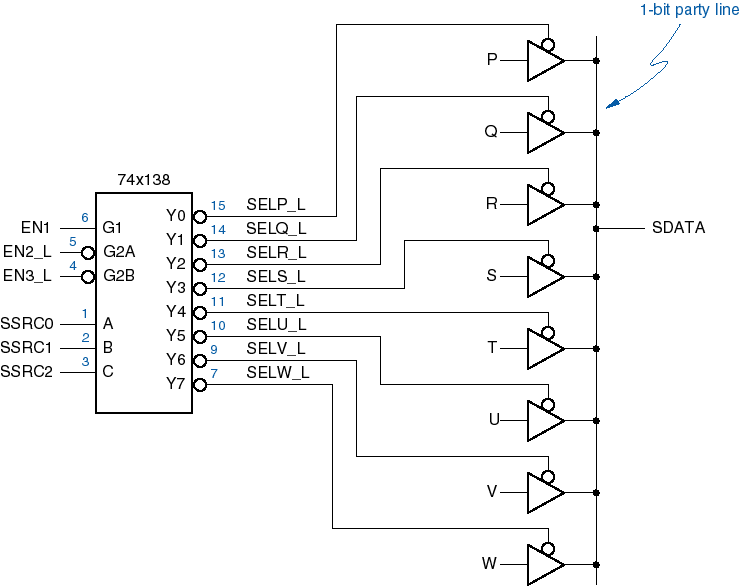 1-bit party line
P
Q
74x138
R
SDATA
EN1 6 G1 Y0 15 SELP_L
EN2_L 5 G2A Y1 14 SELQ_L
EN3_L 4 G2B Y2 13 SELR_L
Y3 12 SELS_L
S
SSRC0 1 A Y4 11 SELT_L
SSRC1 2 B Y5 10 SELU_L
SSRC2 3 C Y6 9 SELV_L
Y7 7 SELW_L
T
U
V
W